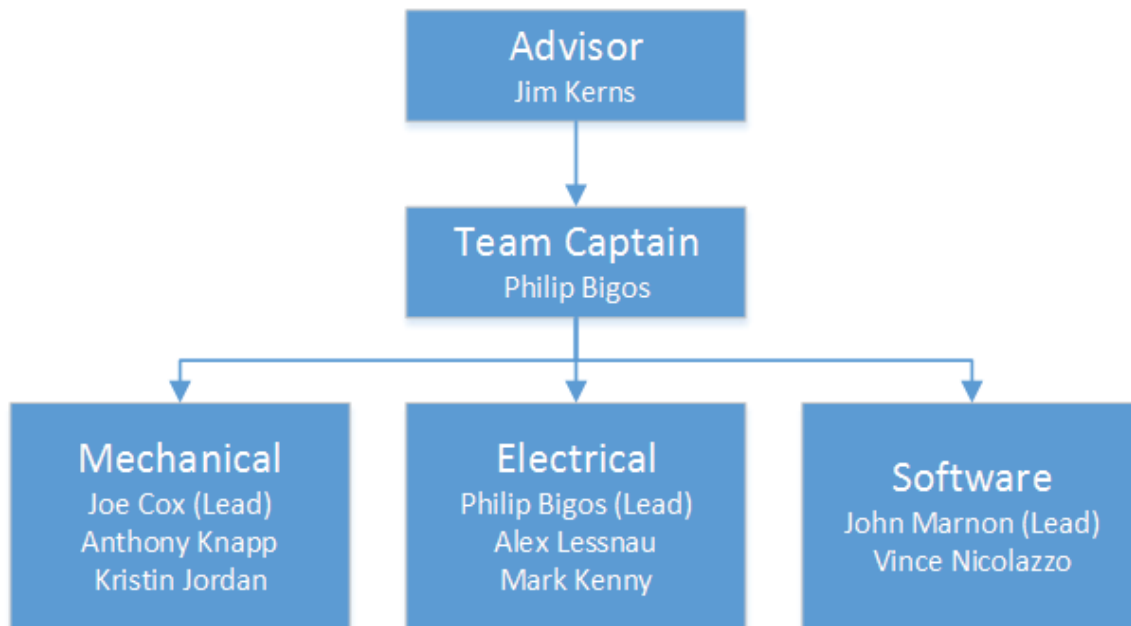 Advisor
Jim Kerns
Team Captain
Philip Bigos
Mechanical
Joe Cox (Lead)
Anthony Knapp
Kristin Jordan
Electrical
Philip Bigos (Lead)
Alex Lessnau
Mark Kenny
Software
John Marnon (Lead)
Vince Nicolazzo